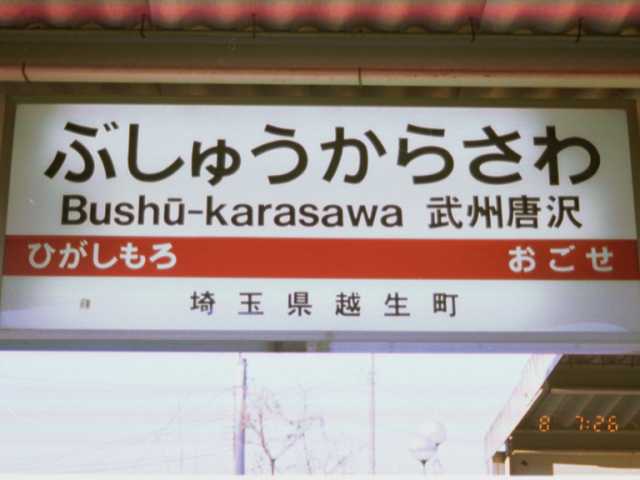 ぶしゅうからさわ
Bushū-karasawa 武州唐沢
ひがしもろ おごせ
埼玉県越生町
8 7:26